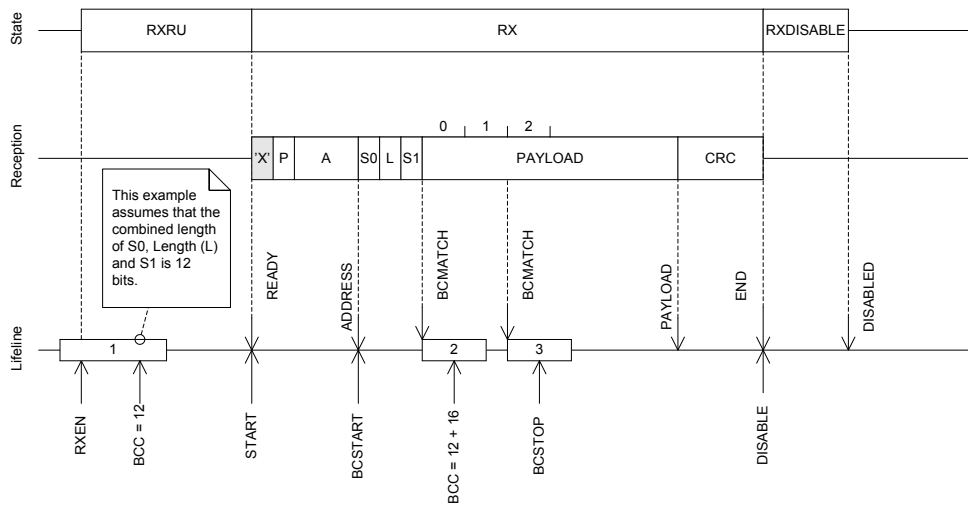 State
RXRU
RX
RXDISABLE
Reception
0
1
2
'X'
P
A
S0
L
S1
PAYLOAD
CRC
This example
assumes that the
combined length
of S0, Length (L)
and S1 is 12
bits.
READY
ADDRESS
BCMATCH
BCMATCH
PAYLOAD
END
DISABLED
Lifeline
1
2
3
RXEN
BCC = 12
START
BCSTART
BCC = 12 + 16
BCSTOP
DISABLE